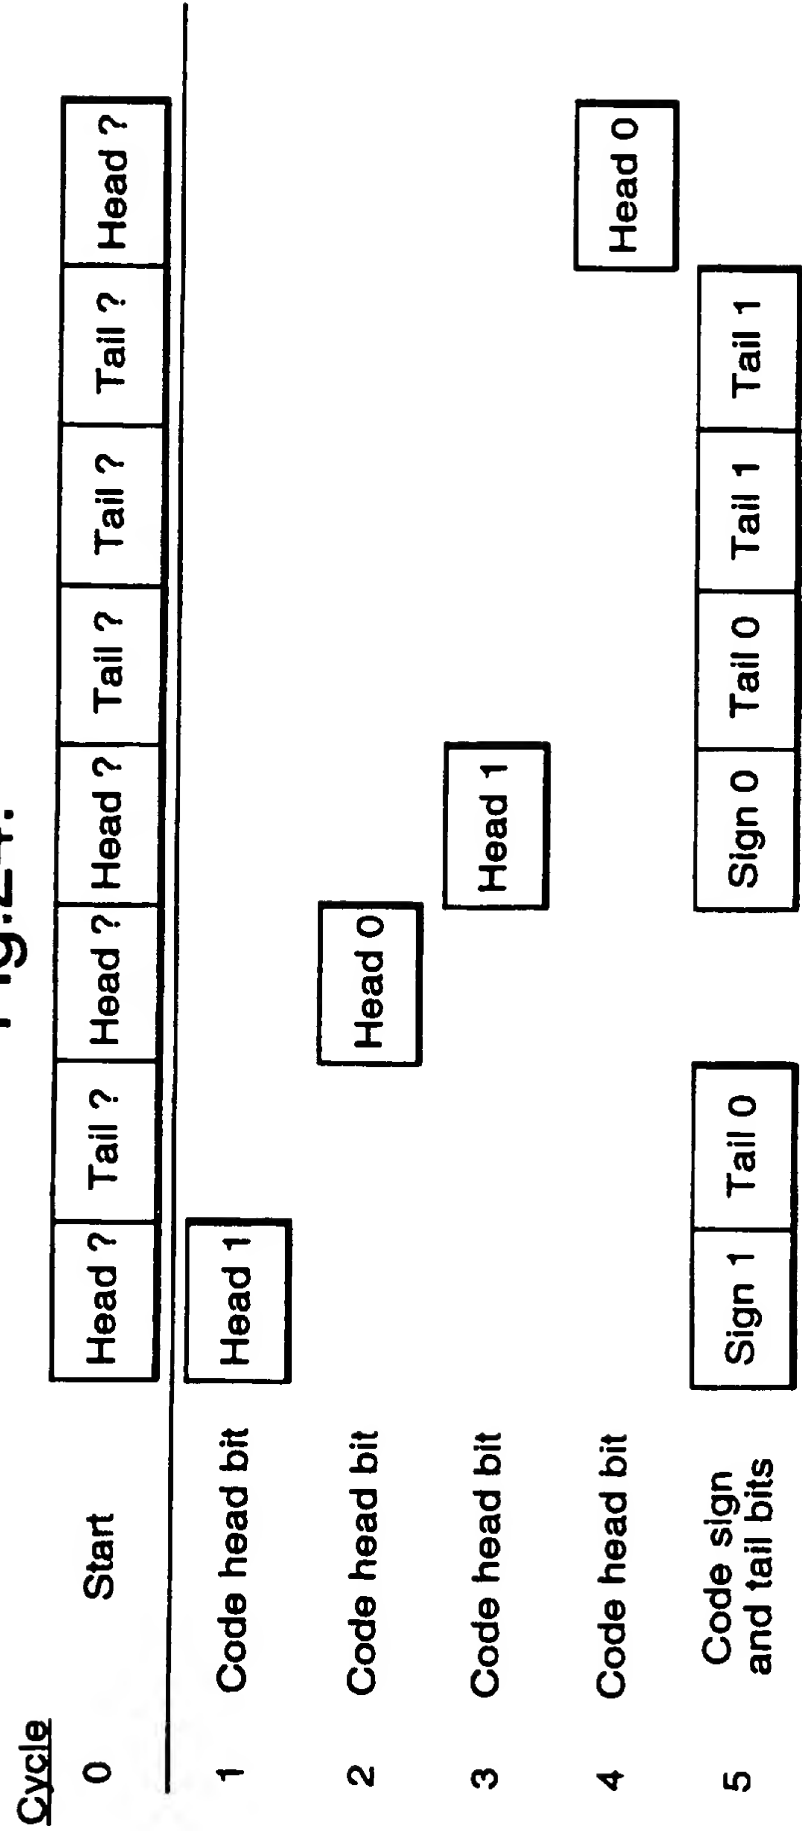 Fig.24.
Cycle
0 Start Head ? Tail ? Head ? Head ? Tail ? Tail ? Tail ? Head ?
1 Code head bit Head 1
2 Code head bit Head 0
3 Code head bit Head 1
4 Code head bit Head 0
5 Code sign
and tail bits Sign 1 Tail 0 Sign 0 Tail 0 Tail 1 Tail 1